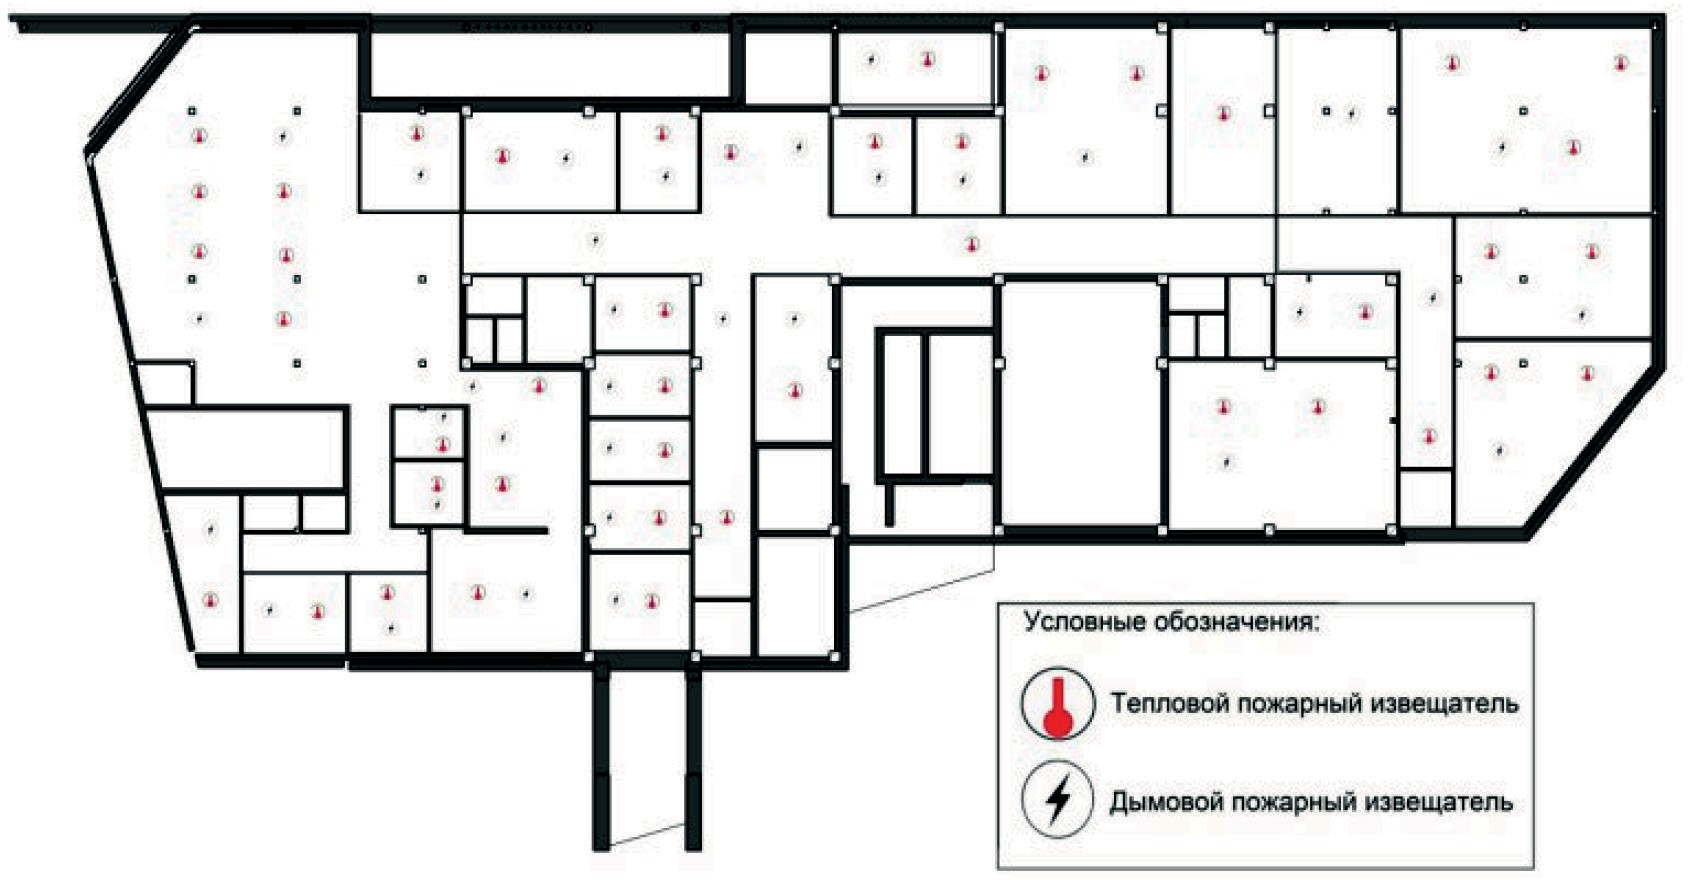 Условные обозначения:
Тепловой пожарный извещатель
Дымовой пожарный извещатель